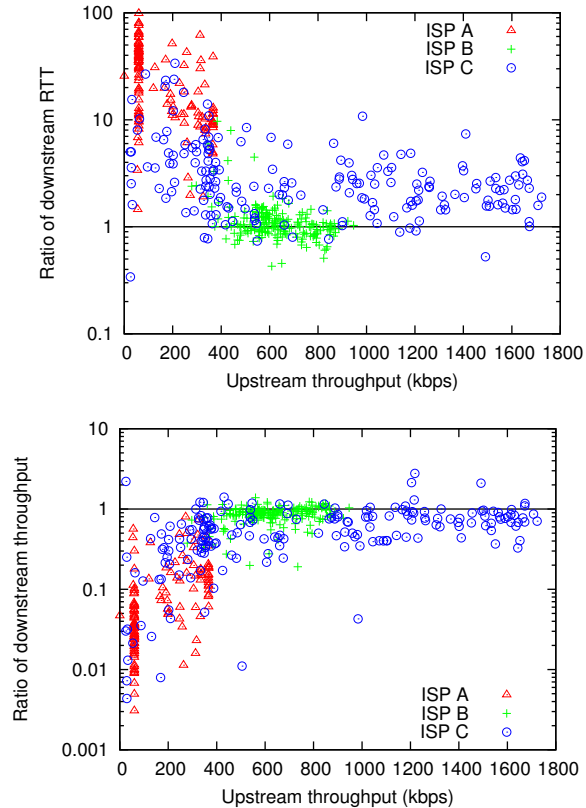 100
10
1
0.1
Ratio of downstream RTT
ISP A
ISP B
ISP C
0 200 400 600 800 1000 1200 1400 1600 1800
Upstream throughput (kbps)
10
1
0.1
0.01
0.001
Ratio of downstream throughput
ISP A
ISP B
ISP C
0 200 400 600 800 1000 1200 1400 1600 1800
Upstream throughput (kbps)